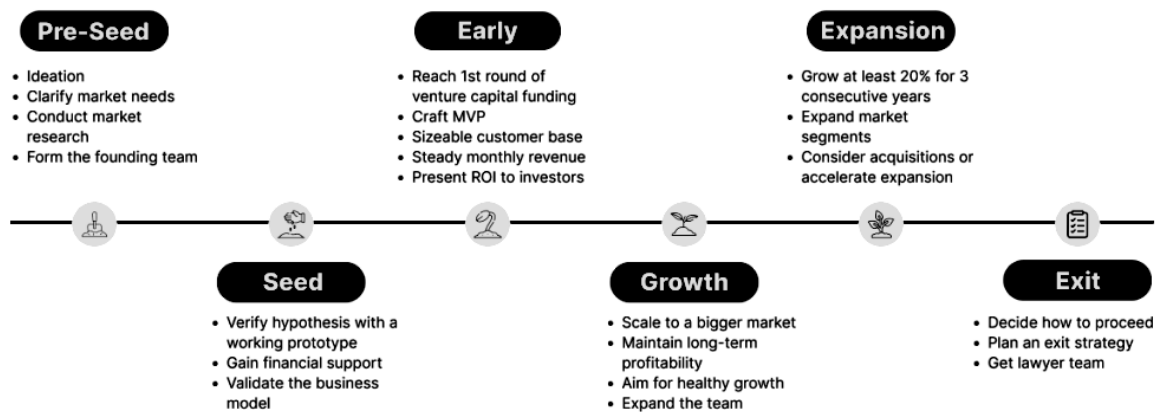 Pre-Seed
• Ideation
• Clarify market needs
• Conduct market
research
• Form the founding team
Seed
• Verify hypothesis with a
working prototype
• Gain financial support
• Validate the business
model
Early
• Reach 1st round of
venture capital funding
• Craft MVP
• Sizeable customer base
• Steady monthly revenue
• Present ROI to investors
Growth
• Scale to a bigger market
• Maintain long-term
profitability
• Aim for healthy growth
• Expand the team
Expansion
• Grow at least 20% for 3
consecutive years
• Expand market
segments
• Consider acquisitions or
accelerate expansion
Exit
• Decide how to proceed
• Plan an exit strategy
• Get lawyer team